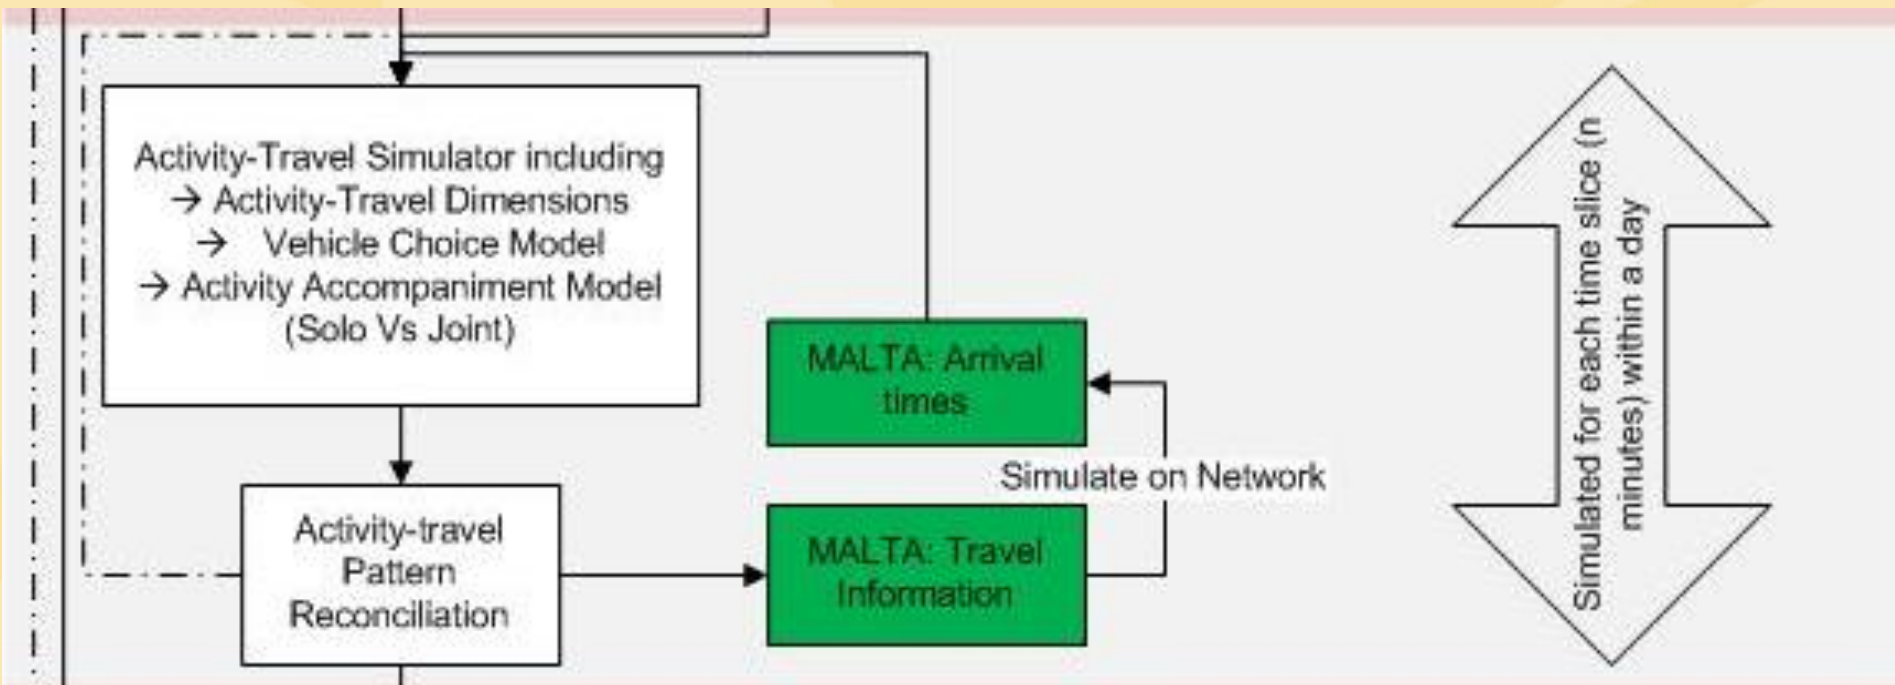 Activity-Travel Simulator including
→ Activity-Travel Dimensions
→ Vehicle Choice Model
→ Activity Accompaniment Model
(Solo Vs Joint)
MALTA: Arrival
times
Simulate on Network
Activity-travel
Pattern
Reconciliation
MALTA: Travel
Information
Simulated for each time slice (n
minutes) within a day